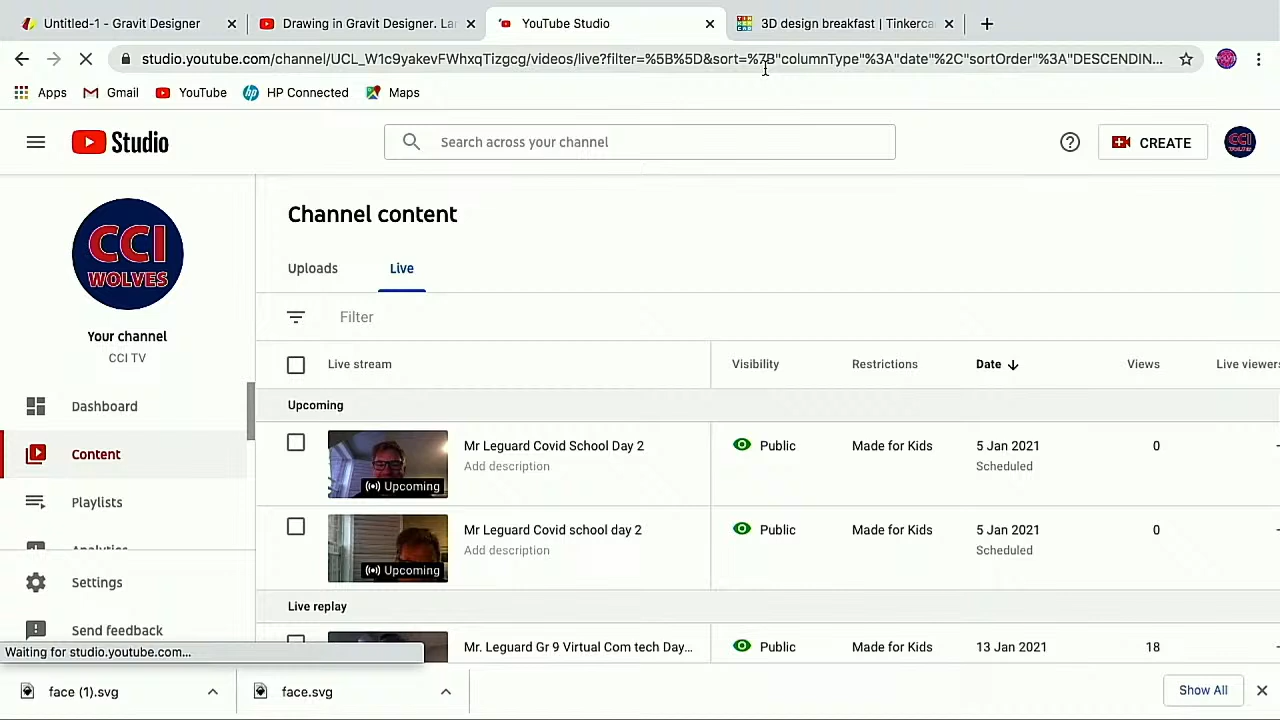 Untitled-1 - Gravit Designer
Drawing in Gravit Designer. Lar
YouTube Studio
3D design breakfast | Tinkerca
studio.youtube.com/channel/UCL_W1c9yakevFWhxqTizgcg/videos/live?filter=%5B%5D&sort=%7B"columnType"%3A"date"%2C"sortOrder"%3A"DESCENDIN...
Apps
Gmail
YouTube
HP Connected
Maps
Studio
Search across your channel
CREATE
CCI
WOLVES
Your channel
CCI TV
Dashboard
Content
Playlists
Analytics
Settings
Send feedback
Channel content
Uploads
Live
Filter
Live stream
Visibility
Restrictions
Date
Views
Live viewers
Upcoming
Mr Leguard Covid School Day 2
Add description
Upcoming
Public
Made for Kids
5 Jan 2021
Scheduled
0
Mr Leguard Covid school day 2
Add description
Upcoming
Public
Made for Kids
5 Jan 2021
Scheduled
0
Live replay
Mr. Leguard Gr 9 Virtual Com tech Day...
Public
Made for Kids
13 Jan 2021
18
Waiting for studio.youtube.com...
face (1).svg
face.svg
Show All